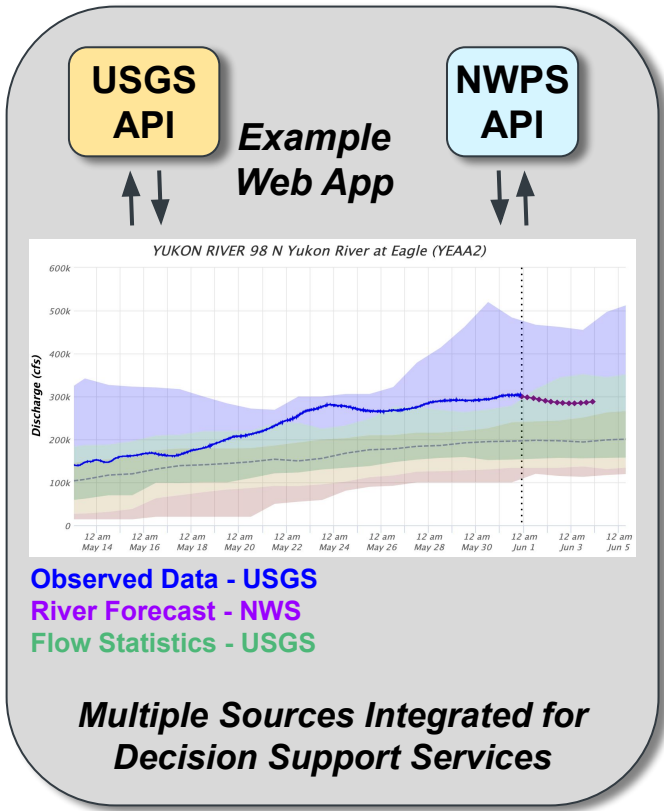 USGS
API
NWPS
API
Example
Web App
YUKON RIVER 98 N Yukon River at Eagle (YEAA2)
Discharge (cfs)
600k
500k
400k
300k
200k
100k
0
12 am
May 14
12 am
May 16
12 am
May 18
12 am
May 20
12 am
May 22
12 am
May 24
12 am
May 26
12 am
May 28
12 am
May 30
12 am
Jun 1
12 am
Jun 3
12 am
Jun 5
Observed Data - USGS
River Forecast - NWS
Flow Statistics - USGS
Multiple Sources Integrated for
Decision Support Services